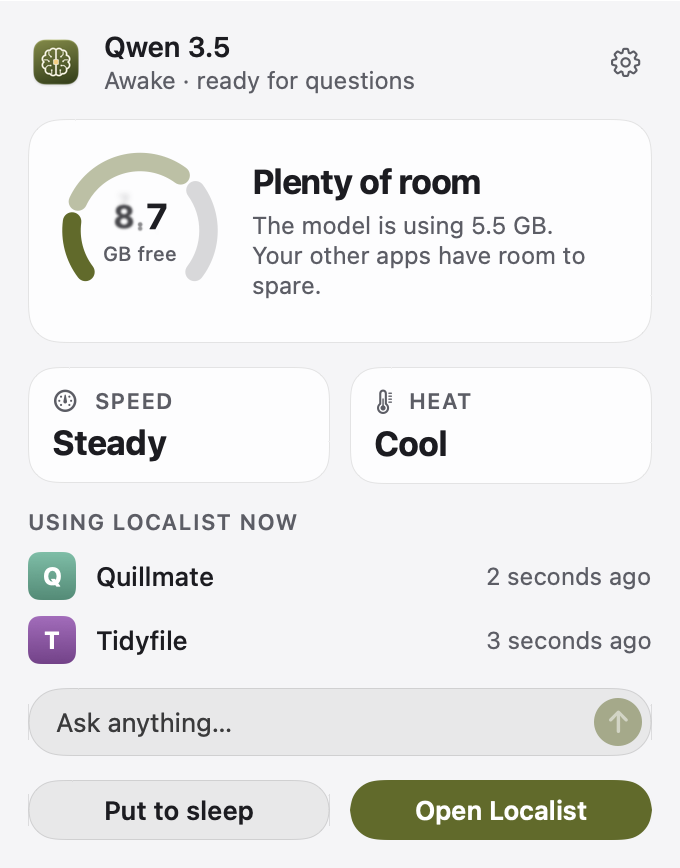 Qwen 3.5
Awake · ready for questions
8.7
GB free
Plenty of room
The model is using 5.5 GB.
Your other apps have room to
spare.
SPEED
Steady
HEAT
Cool
USING LOCALIST NOW
Q
Quillmate
2 seconds ago
T
Tidyfile
3 seconds ago
Ask anything...
Put to sleep
Open Localist